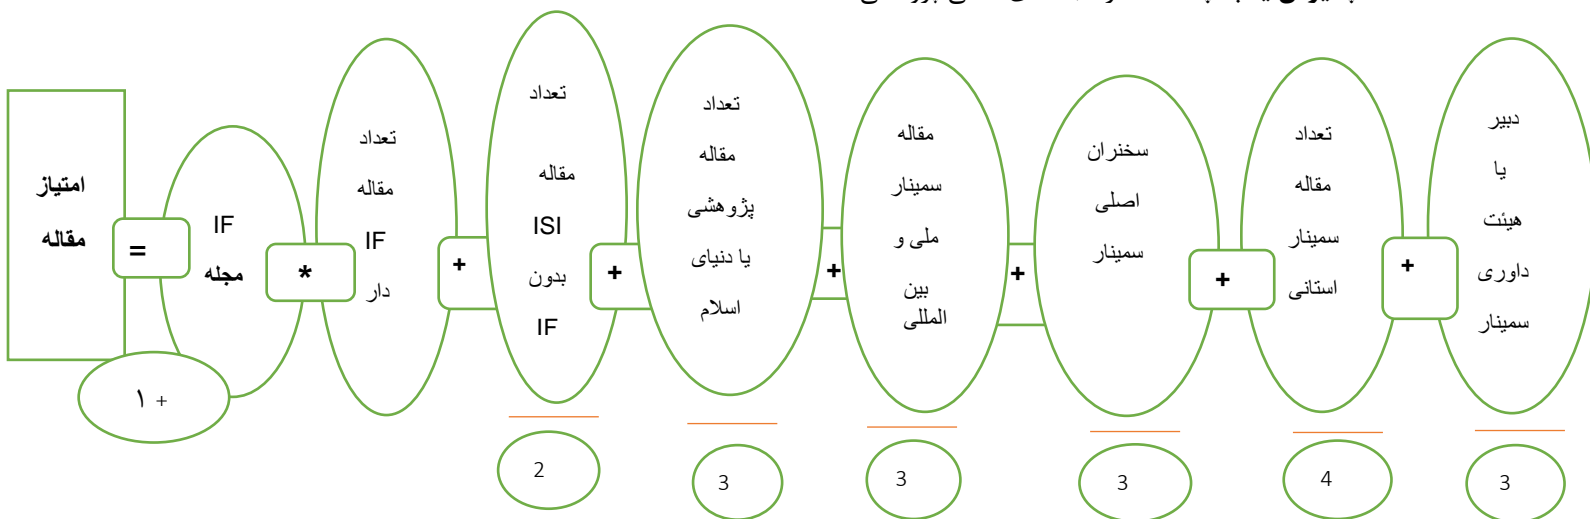 امتیاز
مقاله
=
IF
مجله
+ ۱
*
تعداد
مقاله
IF
دار
+
تعداد
مقاله
ISI
بدون
IF
2
+
تعداد
مقاله
پژوهشی
یا دنیای
اسلام
3
+
مقاله
سمینار
ملی و
بین
المللی
3
+
سخنران
اصلی
سمینار
3
+
تعداد
مقاله
سمینار
استانی
4
+
دبیر
یا
هیئت
داوری
سمینار
3